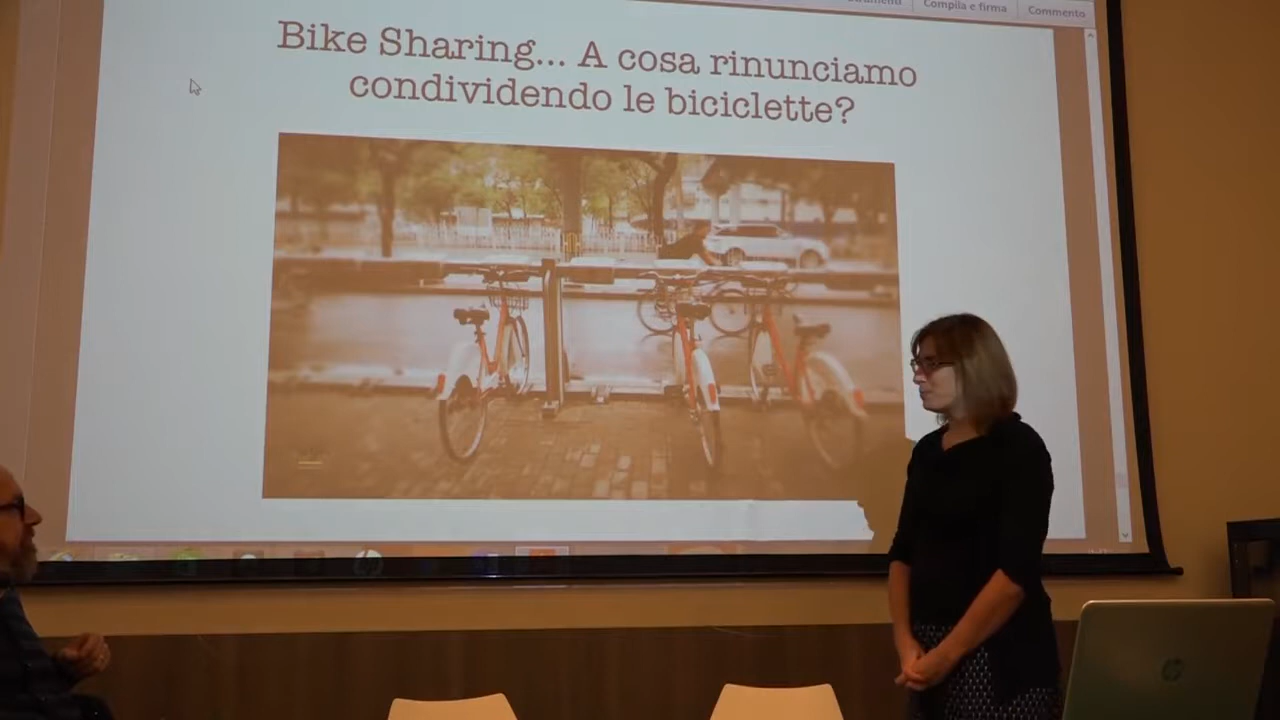 Compila e firma
Commento
Bike Sharing... A cosa rinunciamo
condividendo le biciclette?